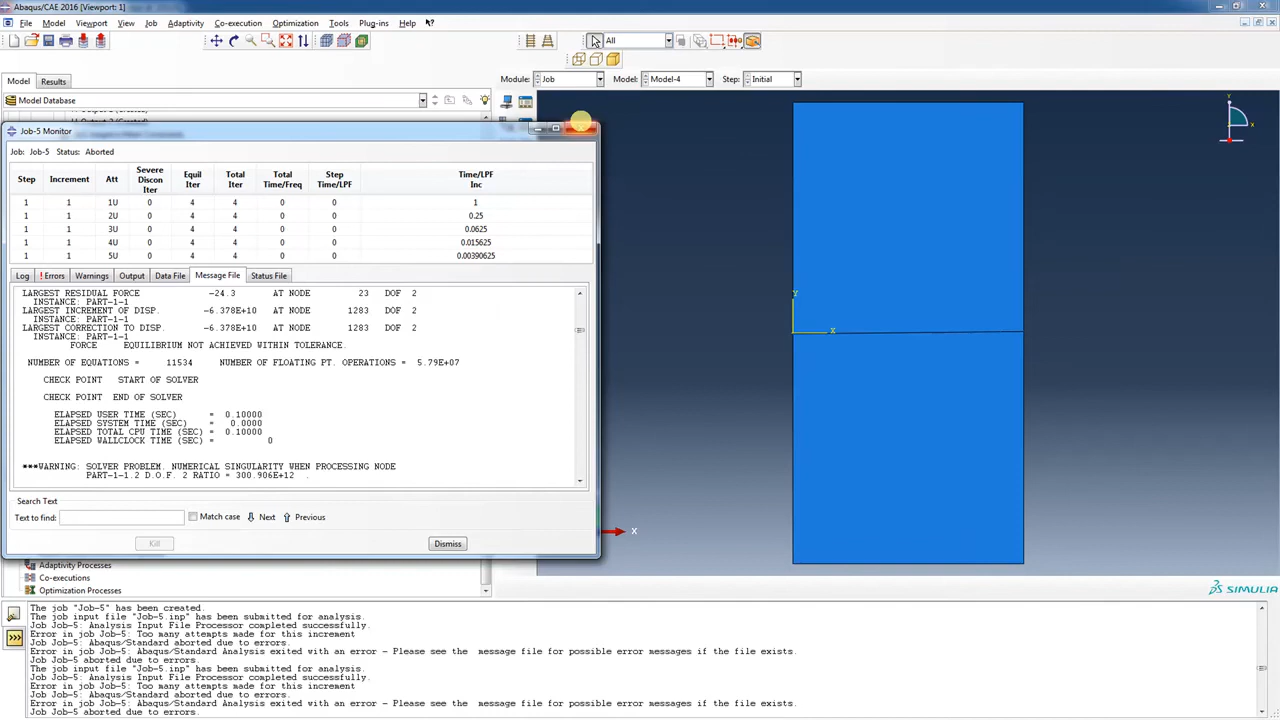 Abaqus/CAE 2016 [Viewport: 1]
File Model Viewport View Job Adaptivity Co-execution Optimization Tools Plug-ins Help
All
Model Results
Module: Job Model: Model-4 Step: Initial
Model Database
Job-5 Monitor
Job: Job-5 Status: Aborted
Step Increment Att Severe Discon Iter Equil Iter Total Iter Total Time/Freq Step Time/LPF Time/LPF Inc
1 1 1U 0 4 4 0 0 1
1 1 2U 0 4 4 0 0 0.25
1 1 3U 0 4 4 0 0 0.0625
1 1 4U 0 4 4 0 0 0.015625
1 1 5U 0 4 4 0 0 0.00390625
Log ! Errors Warnings Output Data File Message File Status File
LARGEST RESIDUAL FORCE -24.3 AT NODE 23 DOF 2
INSTANCE: PART-1-1
LARGEST INCREMENT OF DISP. -6.378E+10 AT NODE 1283 DOF 2
INSTANCE: PART-1-1
LARGEST CORRECTION TO DISP. -6.378E+10 AT NODE 1283 DOF 2
INSTANCE: PART-1-1
FORCE EQUILIBRIUM NOT ACHIEVED WITHIN TOLERANCE.
NUMBER OF EQUATIONS = 11534 NUMBER OF FLOATING PT. OPERATIONS = 5.79E+07
CHECK POINT START OF SOLVER
CHECK POINT END OF SOLVER
ELAPSED USER TIME (SEC) = 0.10000
ELAPSED SYSTEM TIME (SEC) = 0.0000
ELAPSED TOTAL CPU TIME (SEC) = 0.10000
ELAPSED WALLCLOCK TIME (SEC) = 0
***WARNING: SOLVER PROBLEM. NUMERICAL SINGULARITY WHEN PROCESSING NODE
PART-1-1.2 D.O.F. 2 RATIO = 300.906E+12 .
Search Text
Text to find: Match case Next Previous
Kill Dismiss
Y
X
Y
X
X
Adaptivity Processes
Co-executions
Optimization Processes
SIMULIA
The job "Job-5" has been created.
The job input file "Job-5.inp" has been submitted for analysis.
Job Job-5: Analysis Input File Processor completed successfully.
Error in job Job-5: Too many attempts made for this increment
Job Job-5: Abaqus/Standard aborted due to errors.
Error in job Job-5: Abaqus/Standard Analysis exited with an error - Please see the message file for possible error messages if the file exists.
Job Job-5 aborted due to errors.
The job input file "Job-5.inp" has been submitted for analysis.
Job Job-5: Analysis Input File Processor completed successfully.
Error in job Job-5: Too many attempts made for this increment
Job Job-5: Abaqus/Standard aborted due to errors.
Error in job Job-5: Abaqus/Standard Analysis exited with an error - Please see the message file for possible error messages if the file exists.
Job Job-5 aborted due to errors.